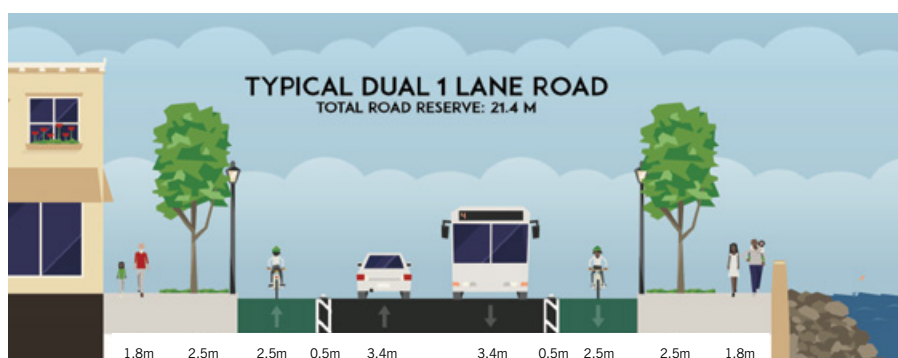 TYPICAL DUAL 1 LANE ROAD
TOTAL ROAD RESERVE: 21.4 M
4
1.8m 2.5m 2.5m 0.5m 3.4m 3.4m 0.5m 2.5m 2.5m 1.8m